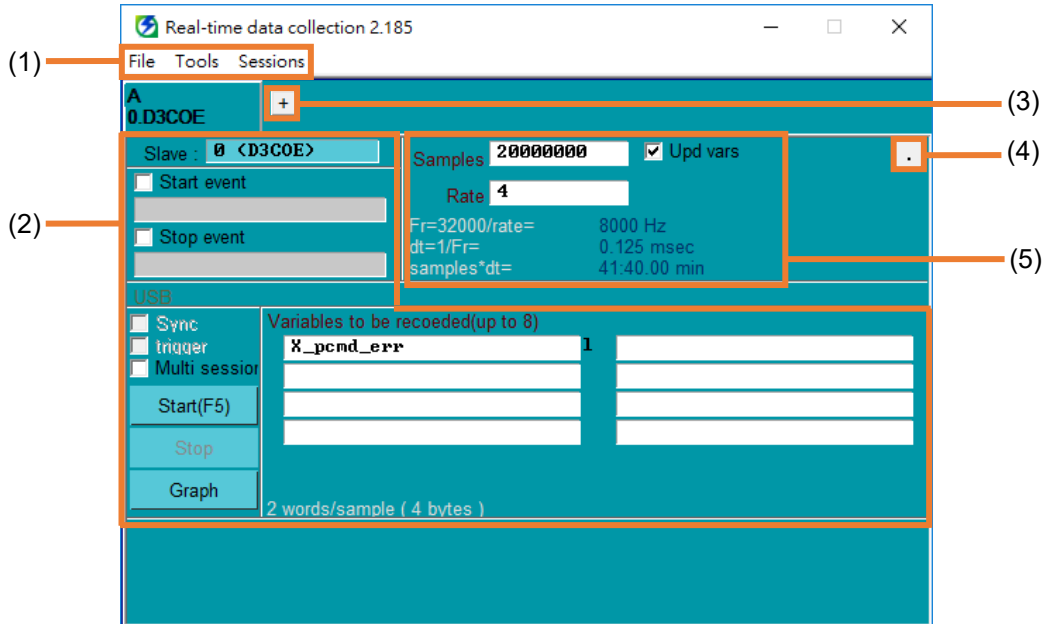 Real-time data collection 2.185
(1)
File Tools Sessions
A
0.D3COE
+
(3)
Slave : 0 (D3COE)
Samples 20000000
Upd vars
.
(4)
Start event
Rate 4
(2)
Fr=32000/rate= 8000 Hz
Stop event
dt=1/Fr= 0.125 msec
samples*dt= 41:40.00 min
(5)
USB
Sync
Variables to be recoeded(up to 8)
trigger
X_pcmd_err
1
Multi session
Start(F5)
Stop
Graph
2 words/sample ( 4 bytes )